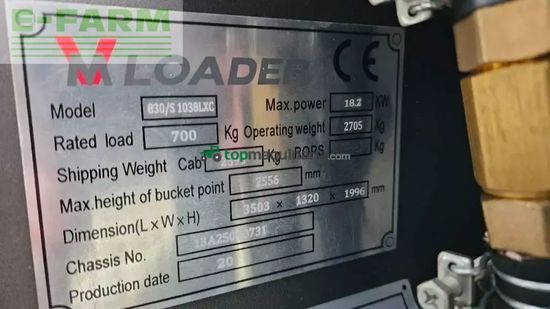 E-FARM
M LOADER CE
Model 830/S1038LXC Max.power 18.2 KW
Rated load 700 Kg Operating weight 2705 Kg
Shipping Weight Cab Kg ROPS Kg
Max.height of bucket point 2556 mm
Dimension(L x W x H) 3503 x 1320 x 1996 mm
Chassis No.
Production date 20